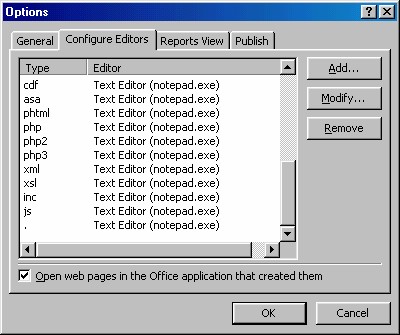 Options
General Configure Editors Reports View Publish
Type Editor
cdf Text Editor (notepad.exe)
asa Text Editor (notepad.exe)
phtml Text Editor (notepad.exe)
php Text Editor (notepad.exe)
php2 Text Editor (notepad.exe)
php3 Text Editor (notepad.exe)
xml Text Editor (notepad.exe)
xsl Text Editor (notepad.exe)
inc Text Editor (notepad.exe)
js Text Editor (notepad.exe)
. Text Editor (notepad.exe)
Add...
Modify...
Remove
Open web pages in the Office application that created them
OK Cancel